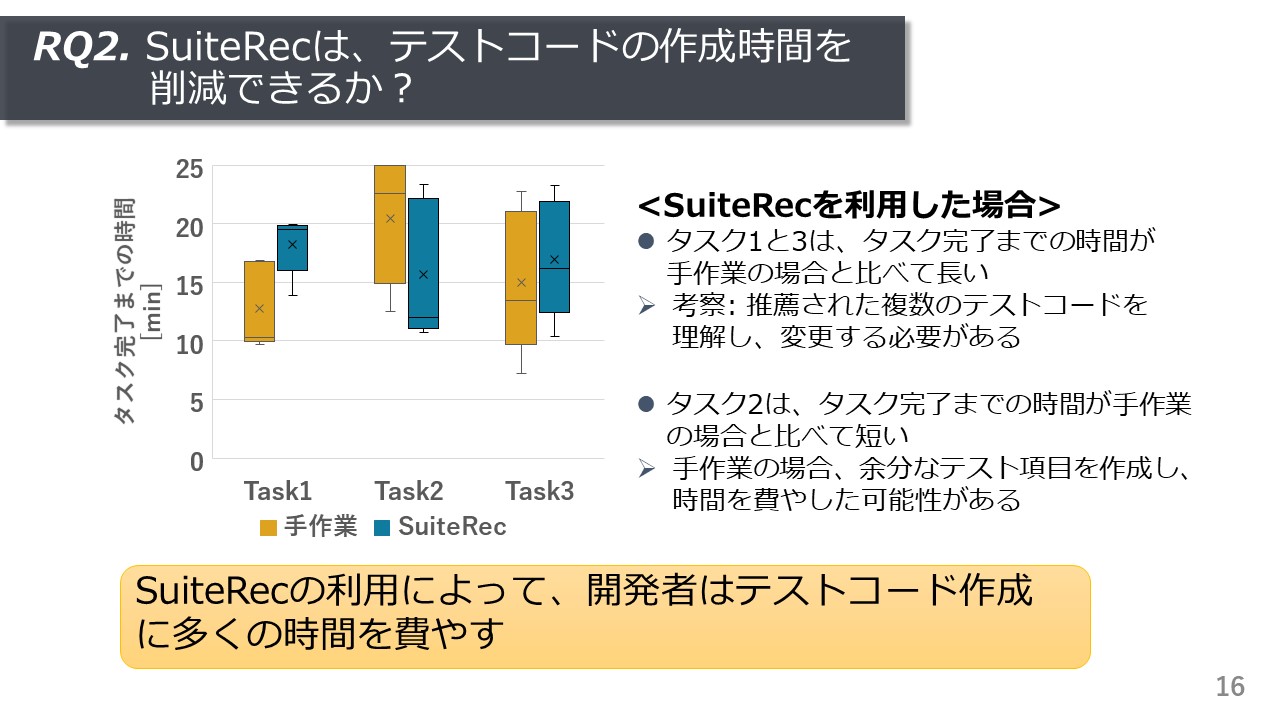 RQ2. SuiteRecは、テストコードの作成時間を
削減できるか？
タスク完了までの時間
[min]
25
20
15
10
5
0
Task1 Task2 Task3
手作業 SuiteRec
<SuiteRecを利用した場合>
● タスク1と3は、タスク完了までの時間が
手作業の場合と比べて長い
➢ 考察: 推薦された複数のテストコードを
理解し、変更する必要がある
● タスク2は、タスク完了までの時間が手作業
の場合と比べて短い
➢ 手作業の場合、余分なテスト項目を作成し、
時間を費やした可能性がある
SuiteRecの利用によって、開発者はテストコード作成
に多くの時間を費やす
16